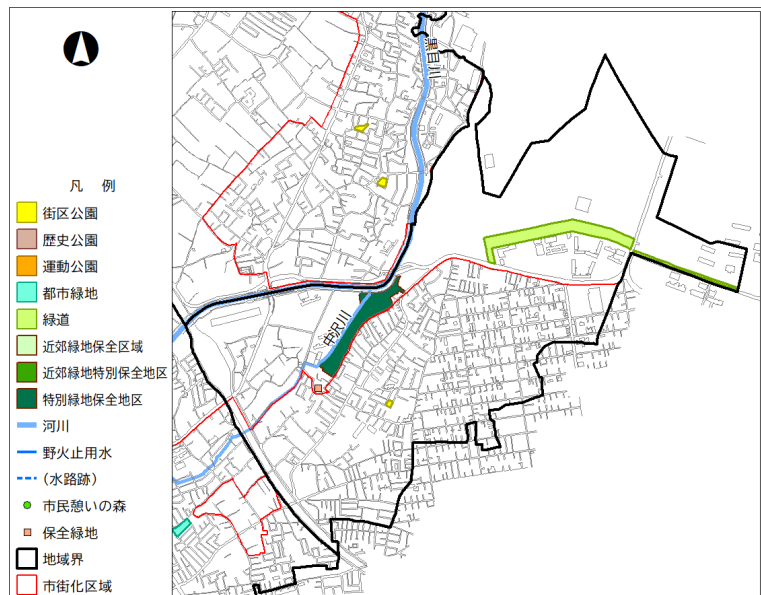 凡 例
街区公園
歴史公園
運動公園
都市緑地
緑道
近郊緑地保全区域
近郊緑地特別保全地区
特別緑地保全地区
河川
野火止用水
(水路跡)
市民憩いの森
保全緑地
地域界
市街化区域
黒目川
中沢川